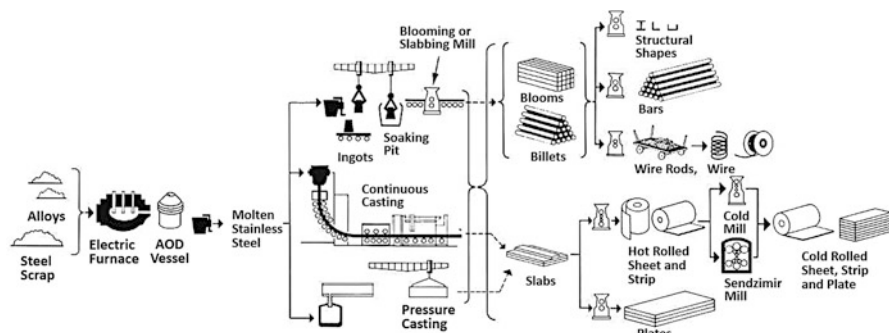 Alloys
Steel
Scrap
Electric
Furnace
AOD
Vessel
Molten
Stainless
Steel
Blooming or
Slabbing Mill
Ingots
Soaking
Pit
Continuous
Casting
Pressure
Casting
Blooms
Billets
Slabs
Structural
Shapes
Bars
Wire Rods,
Wire
Hot Rolled
Sheet and
Strip
Cold
Mill
Sendzimir
Mill
Cold Rolled
Sheet, Strip
and Plate
Plates